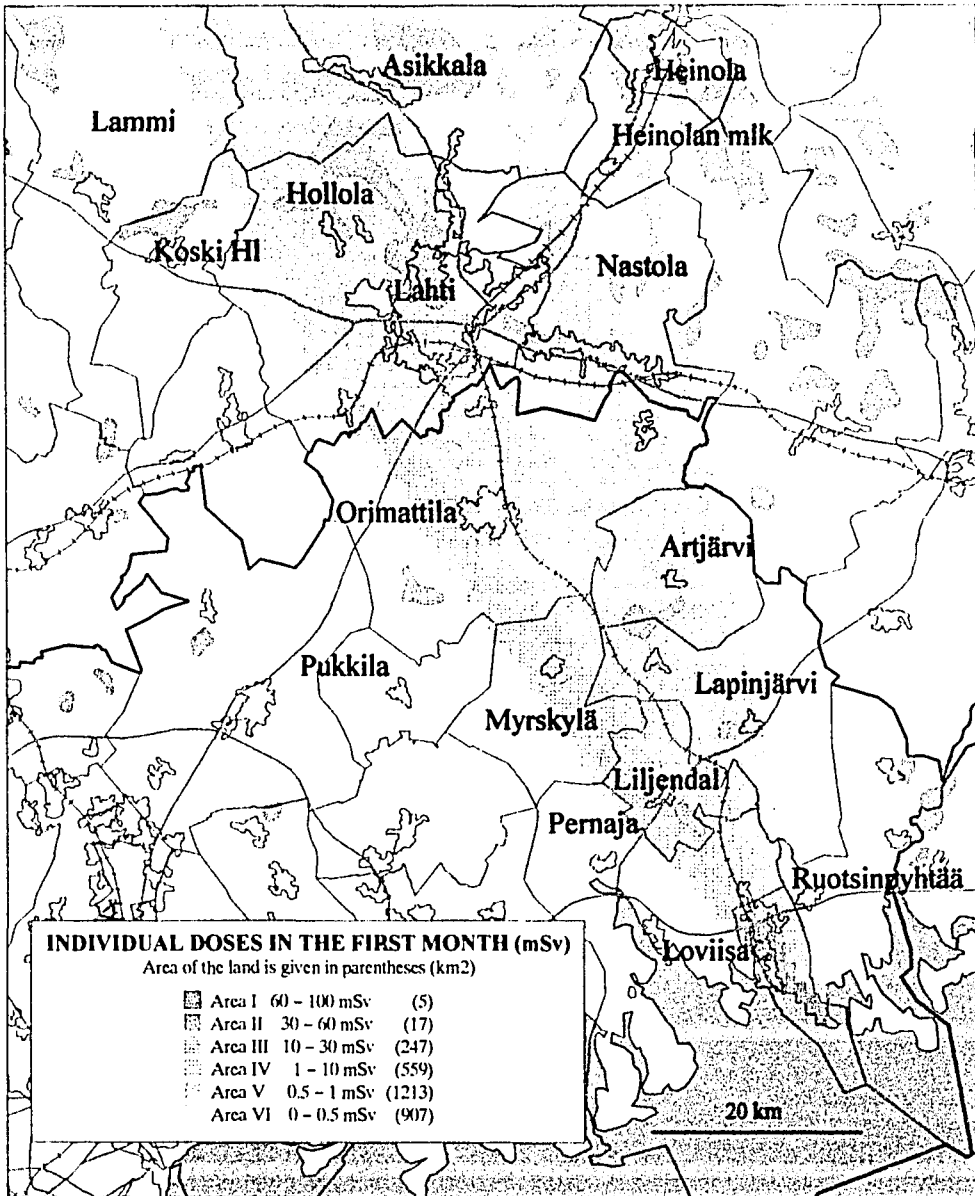 Asikkala
Heinola
Lammi
Heinolan mlk
Hollola
Koski Hl
Nastola
Lahti
Orimattila
Artjärvi
Pukkila
Lapinjärvi
Myrskylä
Liljendal
Pernaja
Ruotsinpyhtää
Loviisa
INDIVIDUAL DOSES IN THE FIRST MONTH (mSv)
Area of the land is given in parentheses (km2)
Area I 60 – 100 mSv (5)
Area II 30 – 60 mSv (17)
Area III 10 – 30 mSv (247)
Area IV 1 – 10 mSv (559)
Area V 0.5 – 1 mSv (1213)
Area VI 0 – 0.5 mSv (907)
20 km